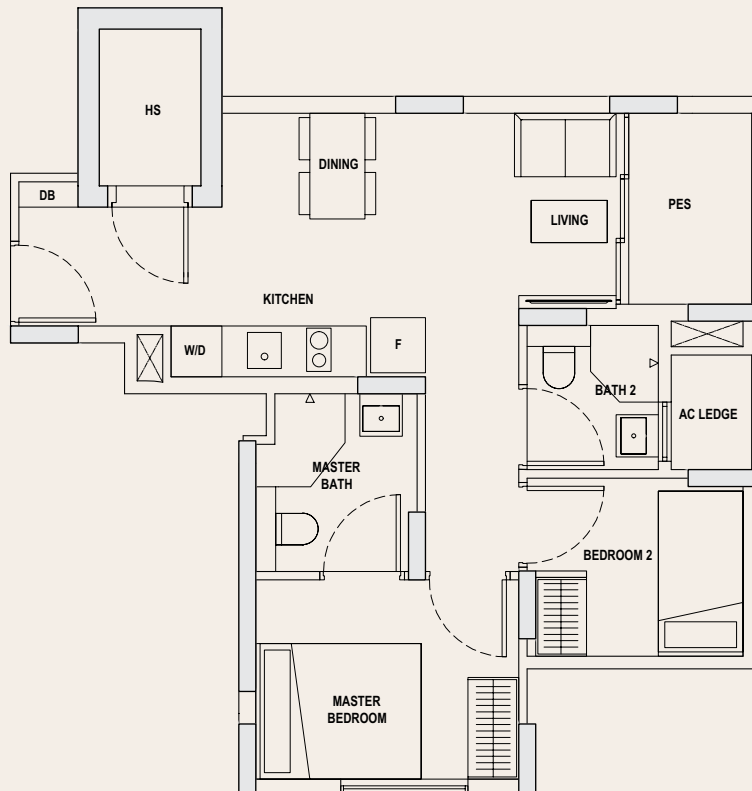 HS
DINING
DB
LIVING
PES
KITCHEN
W/D
F
BATH 2
AC LEDGE
MASTER
BATH
BEDROOM 2
MASTER
BEDROOM